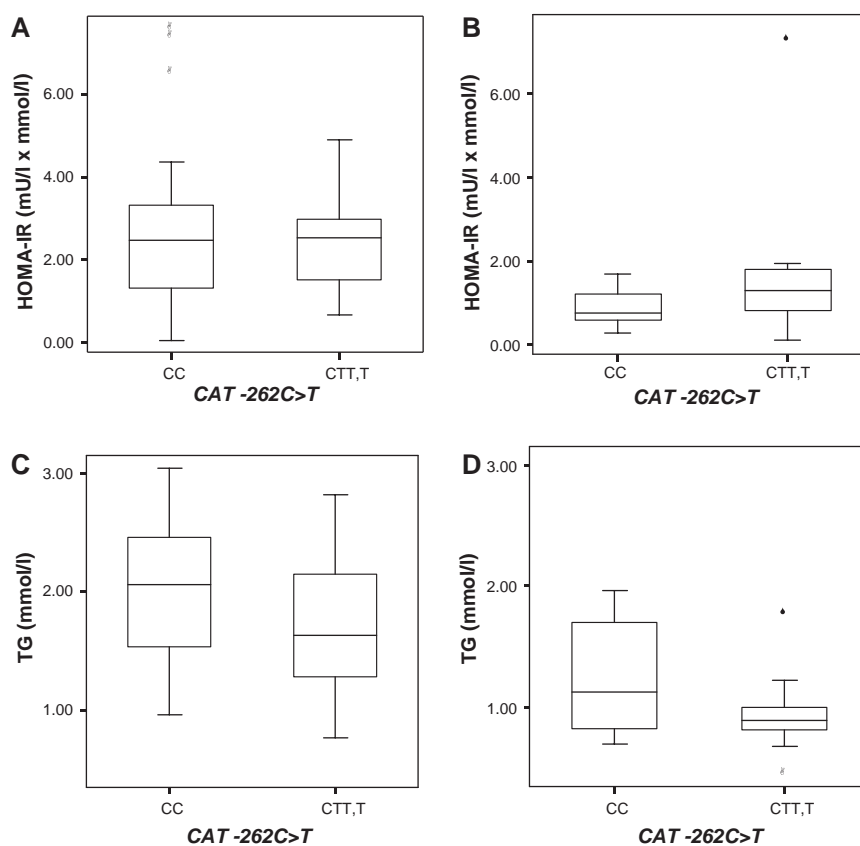 A
HOMA-IR (mU/l x mmol/l)
6.00
4.00
2.00
0.00
CC CTT,T
CAT -262C>T
B
HOMA-IR (mU/l x mmol/l)
6.00
4.00
2.00
0.00
CC CTT,T
CAT -262C>T
C
TG (mmol/l)
3.00
2.00
1.00
CC CTT,T
CAT -262C>T
D
TG (mmol/l)
3.00
2.00
1.00
CC CTT,T
CAT -262C>T